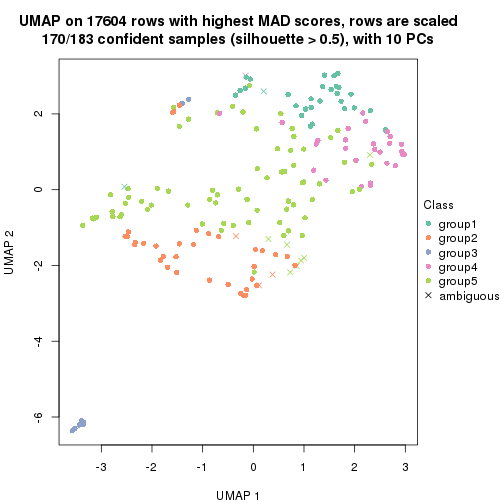 UMAP on 17604 rows with highest MAD scores, rows are scaled
170/183 confident samples (silhouette > 0.5), with 10 PCs
2
0
-2
-4
-6
UMAP 2
-3
-2
-1
0
1
2
3
UMAP 1
Class
group1
group2
group3
group4
group5
ambiguous